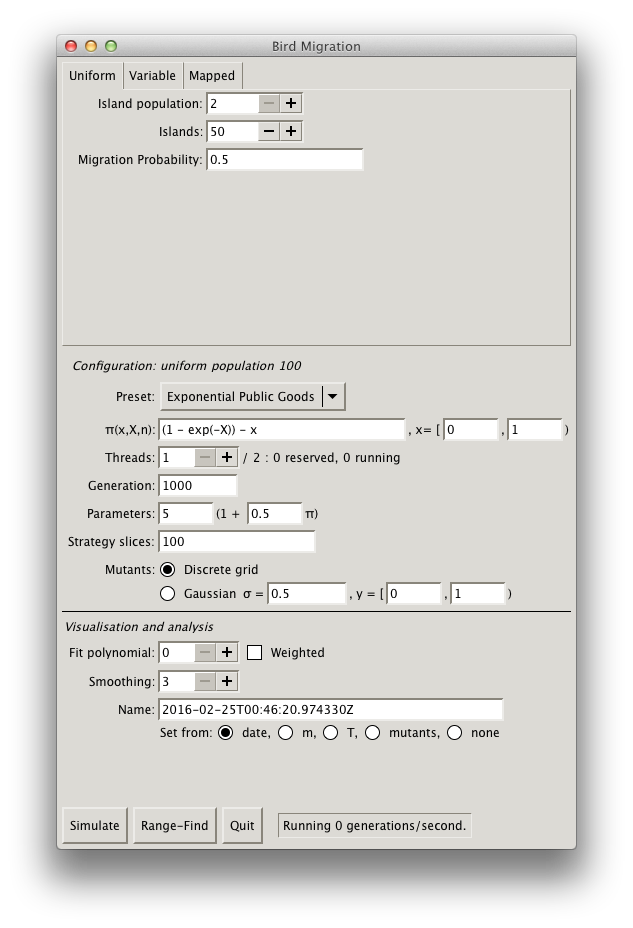 Bird Migration
Uniform Variable Mapped
Island population: 2 − +
Islands: 50 − +
Migration Probability: 0.5
Configuration: uniform population 100
Preset: Exponential Public Goods
π(x,X,n): (1 - exp(-X)) - x , x= [ 0 , 1 )
Threads: 1 − + / 2 : 0 reserved, 0 running
Generation: 1000
Parameters: 5 (1 + 0.5 π)
Strategy slices: 100
Mutants: Discrete grid
Gaussian σ = 0.5 , y = [ 0 , 1 )
Visualisation and analysis
Fit polynomial: 0 − + Weighted
Smoothing: 3 − +
Name: 2016-02-25T00:46:20.974330Z
Set from: date, m, T, mutants, none
Simulate Range-Find Quit Running 0 generations/second.